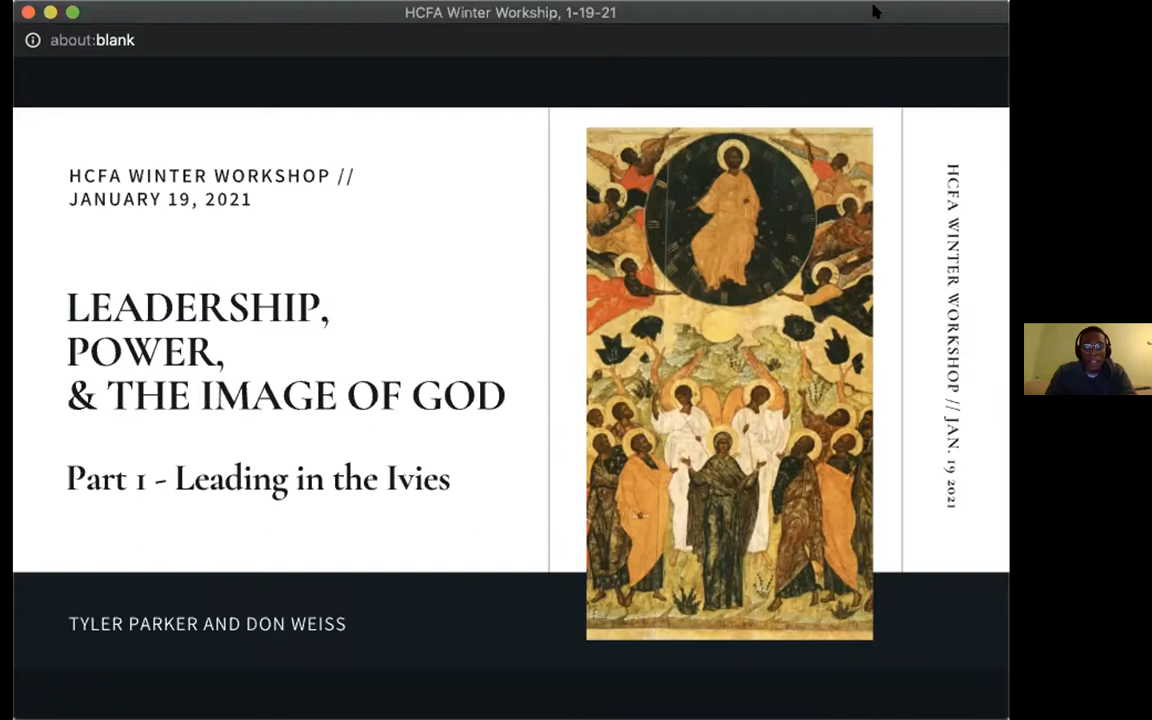 HCFA Winter Workship, 1-19-21
about:blank
HCFA WINTER WORKSHOP //
JANUARY 19, 2021
LEADERSHIP,
POWER,
& THE IMAGE OF GOD
Part 1 - Leading in the Ivies
TYLER PARKER AND DON WEISS
HCFA WINTER WORKSHOP // JAN. 19 2021